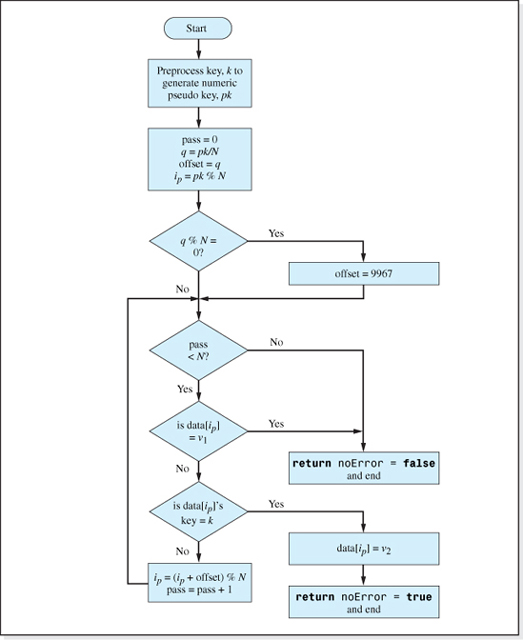 Start
Preprocess key, k to
generate numeric
pseudo key, pk
pass = 0
q = pk/N
offset = q
ip = pk % N
q % N =
0?
Yes
offset = 9967
No
pass
< N?
No
Yes
is data[ip]
= v1
Yes
return noError = false
and end
No
is data[ip]'s
key = k
Yes
data[ip] = v2
No
ip = (ip + offset) % N
pass = pass + 1
return noError = true
and end